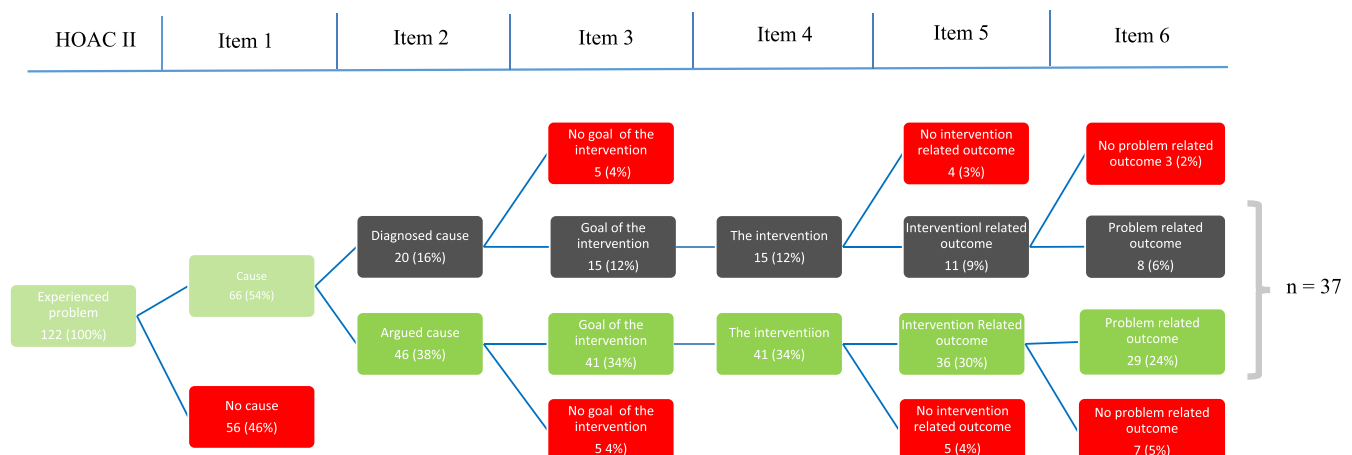 HOAC II
Item 1
Item 2
Item 3
Item 4
Item 5
Item 6
No goal of the
intervention
5 (4%)
No intervention
related outcome
4 (3%)
No problem related
outcome 3 (2%)
Diagnosed cause
20 (16%)
Goal of the
intervention
15 (12%)
The intervention
15 (12%)
Interventionl related
outcome
11 (9%)
Problem related
outcome
8 (6%)
Cause
66 (54%)
Experienced
problem
122 (100%)
n = 37
Argued cause
46 (38%)
Goal of the
intervention
41 (34%)
The interventiion
41 (34%)
Intervention Related
outcome
36 (30%)
Problem related
outcome
29 (24%)
No cause
56 (46%)
No goal of the
intervention
5 4%)
No intervention
related outcome
5 (4%)
No problem related
outcome
7 (5%)